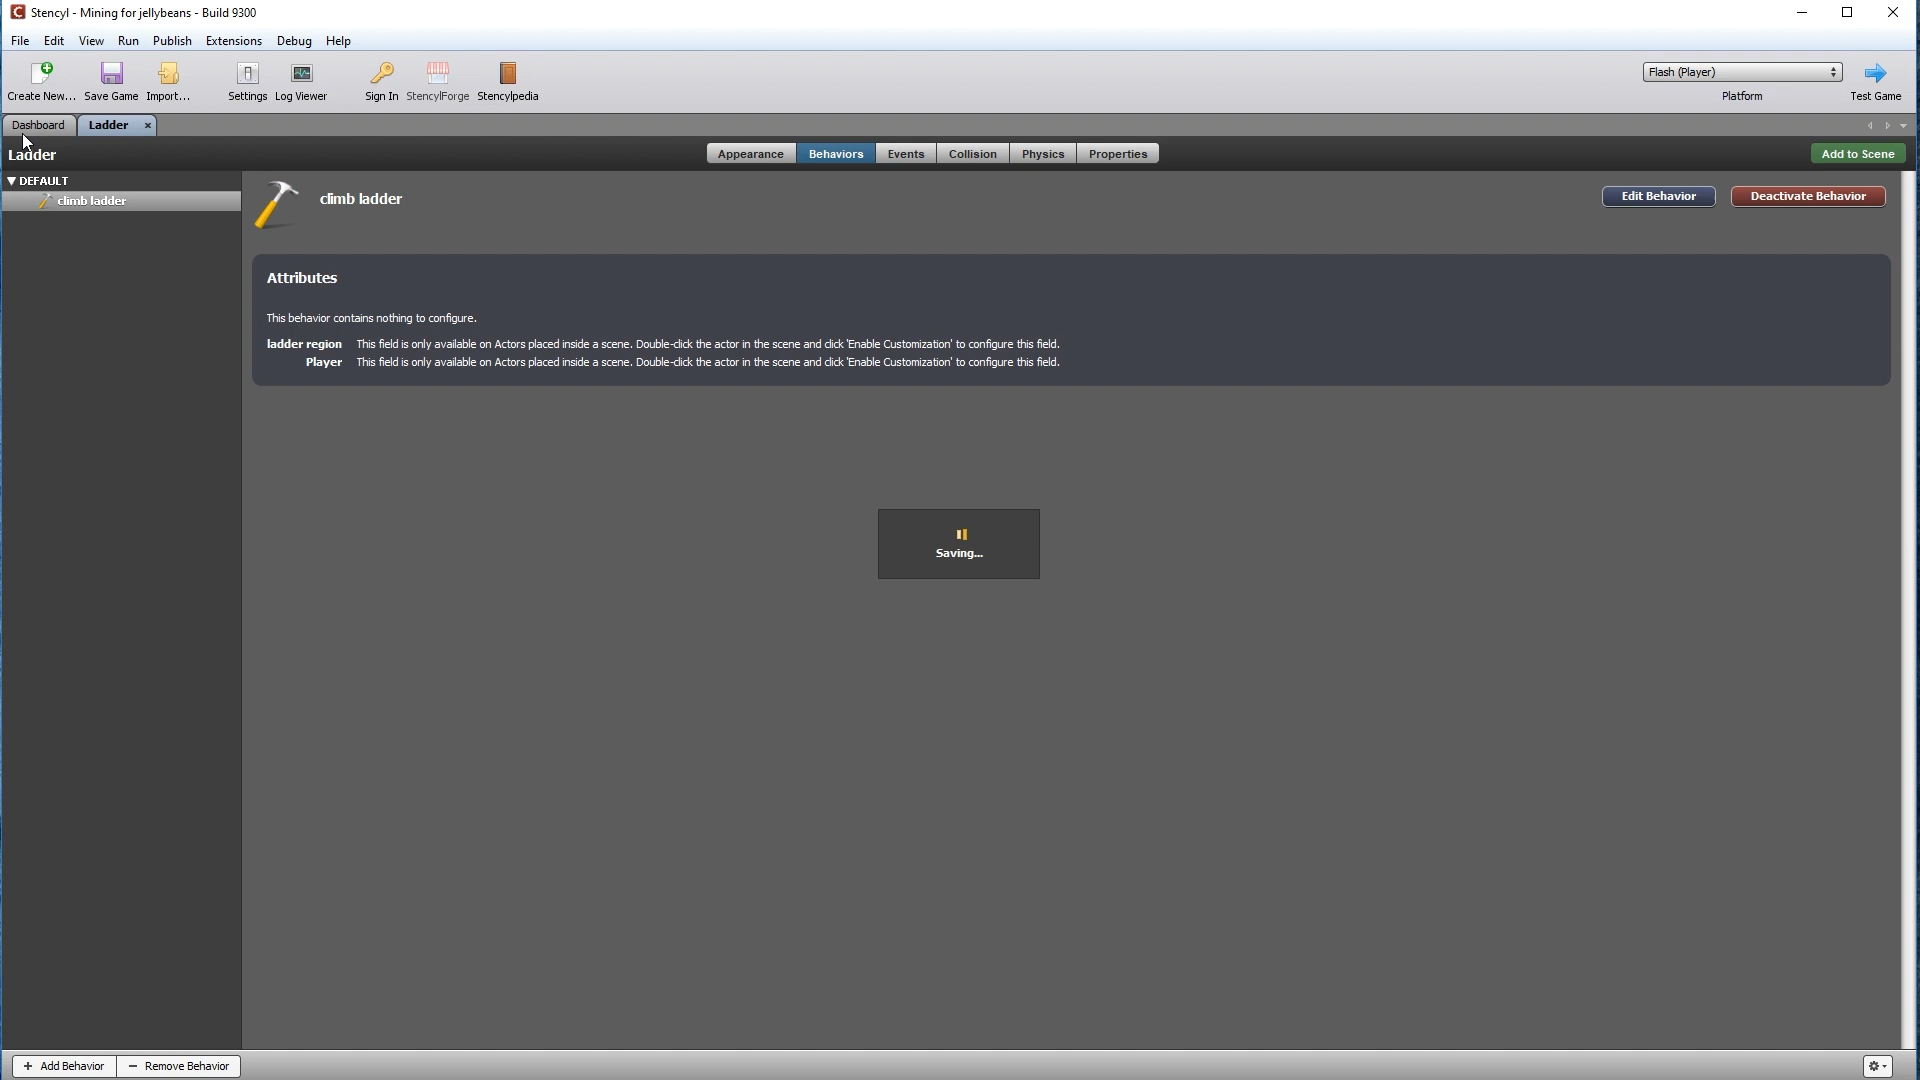 Stencyl - Mining for jellybeans - Build 9300
File Edit View Run Publish Extensions Debug Help
Create New... Save Game Import... Settings Log Viewer Sign In StencylForge Stencylpedia
Flash (Player)
Platform
Test Game
Dashboard Ladder
Ladder
Appearance Behaviors Events Collision Physics Properties
Add to Scene
DEFAULT
climb ladder
climb ladder
Edit Behavior Deactivate Behavior
Attributes
This behavior contains nothing to configure.
ladder region This field is only available on Actors placed inside a scene. Double-click the actor in the scene and click 'Enable Customization' to configure this field.
Player This field is only available on Actors placed inside a scene. Double-click the actor in the scene and click 'Enable Customization' to configure this field.
Saving...
+ Add Behavior − Remove Behavior